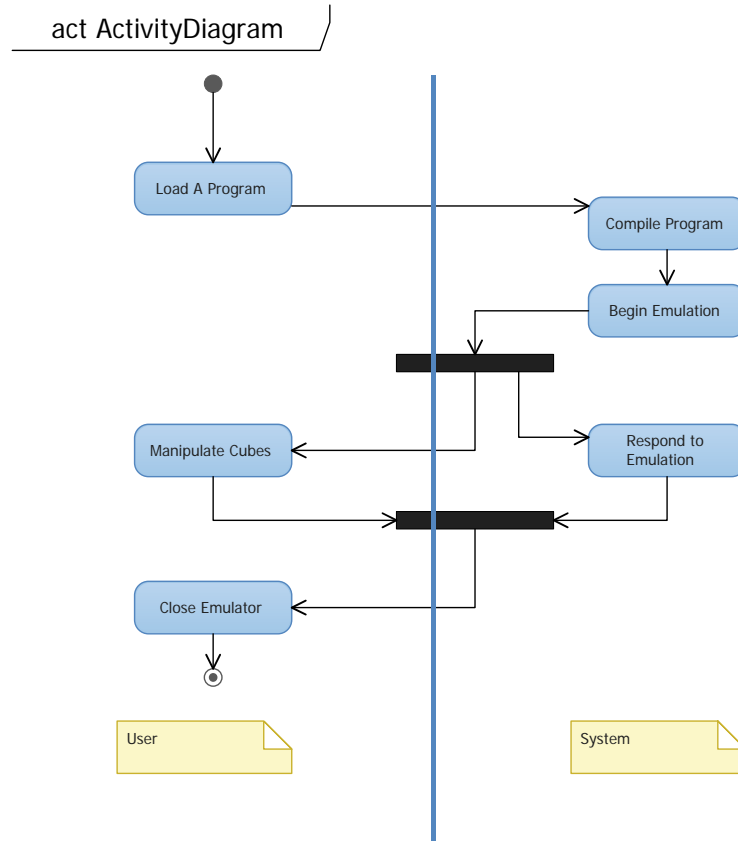 act ActivityDiagram
Load A Program
Compile Program
Begin Emulation
Manipulate Cubes
Respond to
Emulation
Close Emulator
User
System